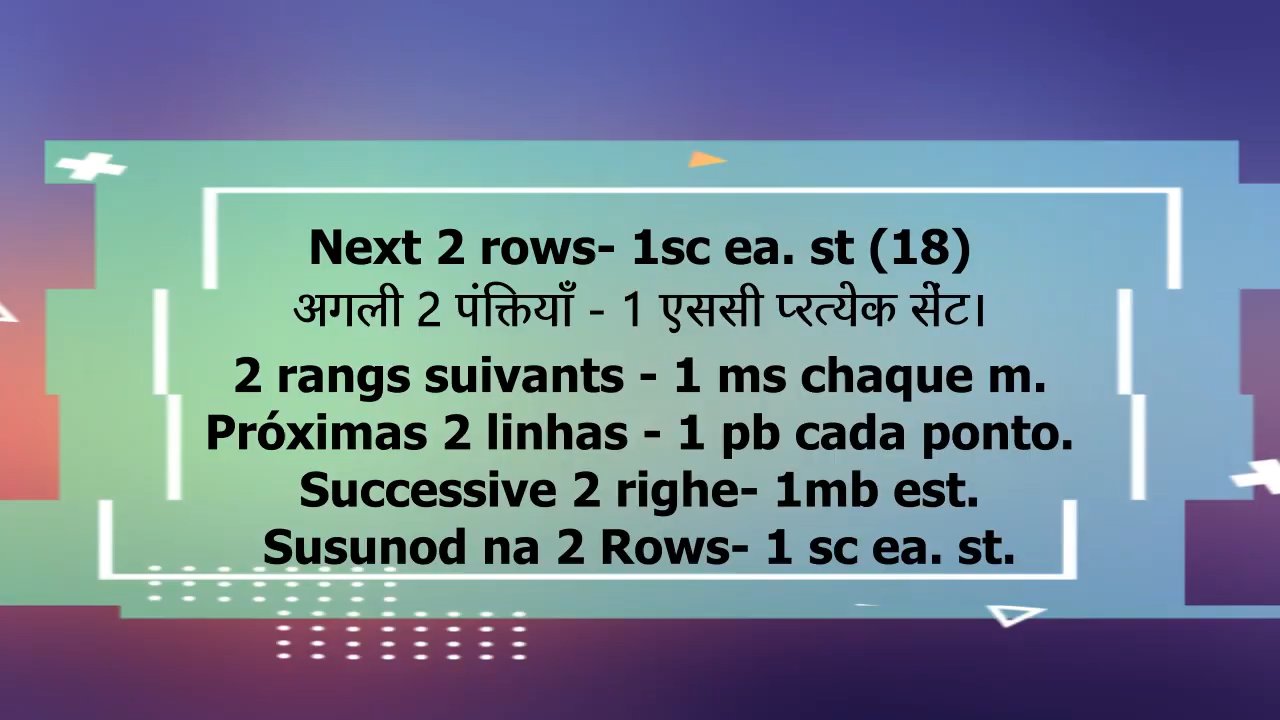 Next 2 rows- 1sc ea. st (18)
अगली 2 पंक्तियाँ - 1 एससी प्रत्येक सेंट।
2 rangs suivants - 1 ms chaque m.
Próximas 2 linhas - 1 pb cada ponto.
Successive 2 righe- 1mb est.
Susunod na 2 Rows- 1 sc ea. st.